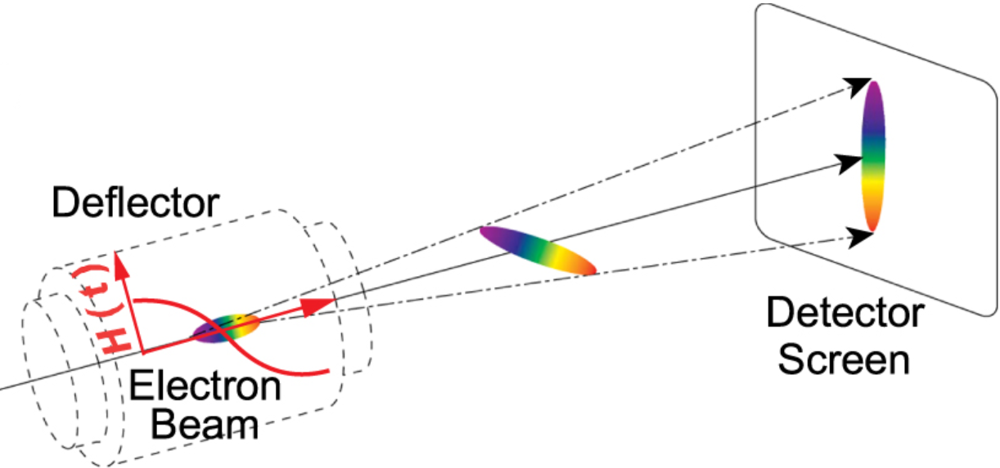 Deflector
H(t)
Electron
Beam
Detector
Screen